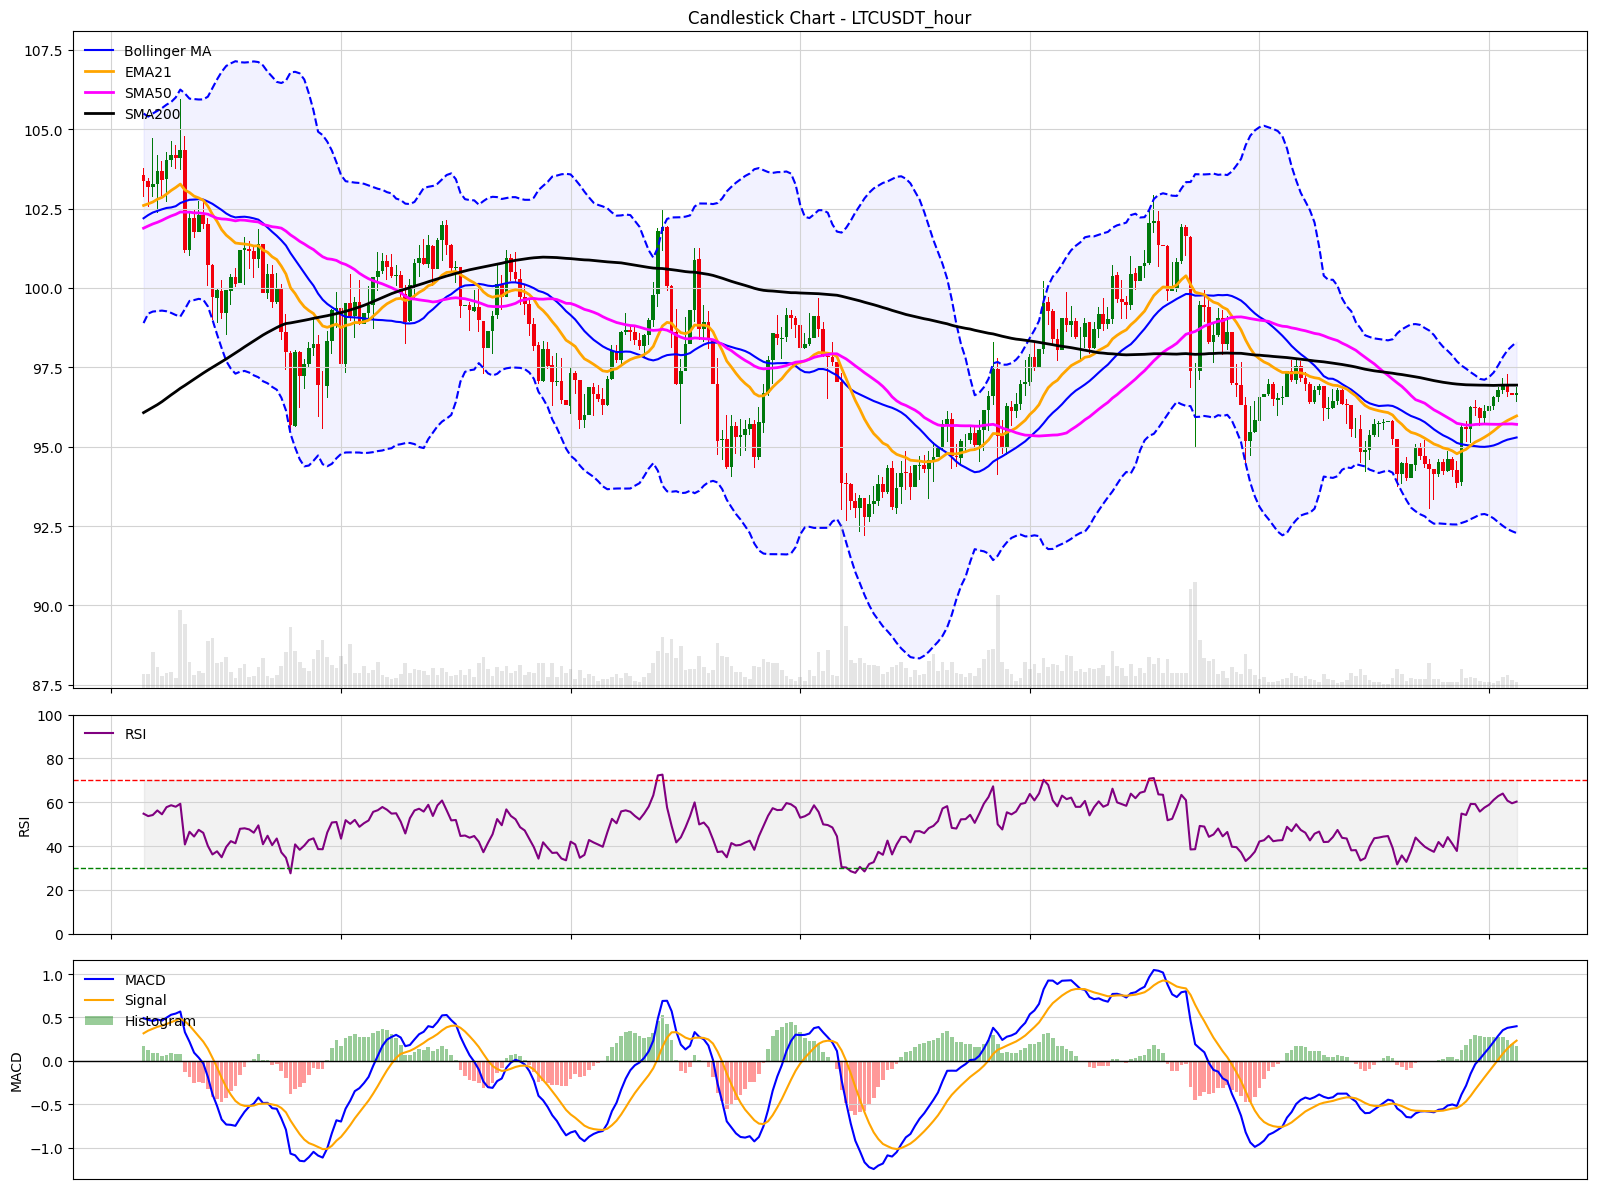 Candlestick Chart - LTCUSDT_hour
107.5
105.0
102.5
100.0
97.5
95.0
92.5
90.0
87.5
Bollinger MA
EMA21
SMA50
SMA200
100
80
60
40
20
0
RSI
RSI
1.0
0.5
0.0
−0.5
−1.0
MACD
MACD
Signal
Histogram